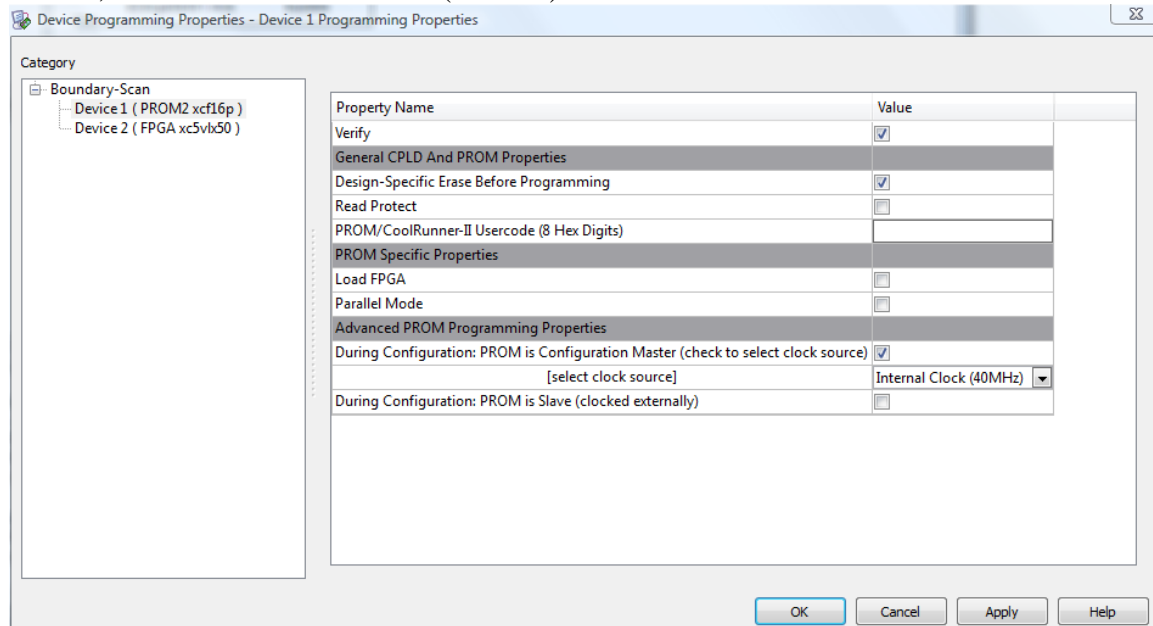 Device Programming Properties - Device 1 Programming Properties
Category
Boundary-Scan
Device 1 ( PROM2 xcf16p )
Device 2 ( FPGA xc5vlx50 )
Property Name Value
Verify
General CPLD And PROM Properties
Design-Specific Erase Before Programming
Read Protect
PROM/CoolRunner-II Usercode (8 Hex Digits)
PROM Specific Properties
Load FPGA
Parallel Mode
Advanced PROM Programming Properties
During Configuration: PROM is Configuration Master (check to select clock source)
[select clock source] Internal Clock (40MHz)
During Configuration: PROM is Slave (clocked externally)
OK Cancel Apply Help